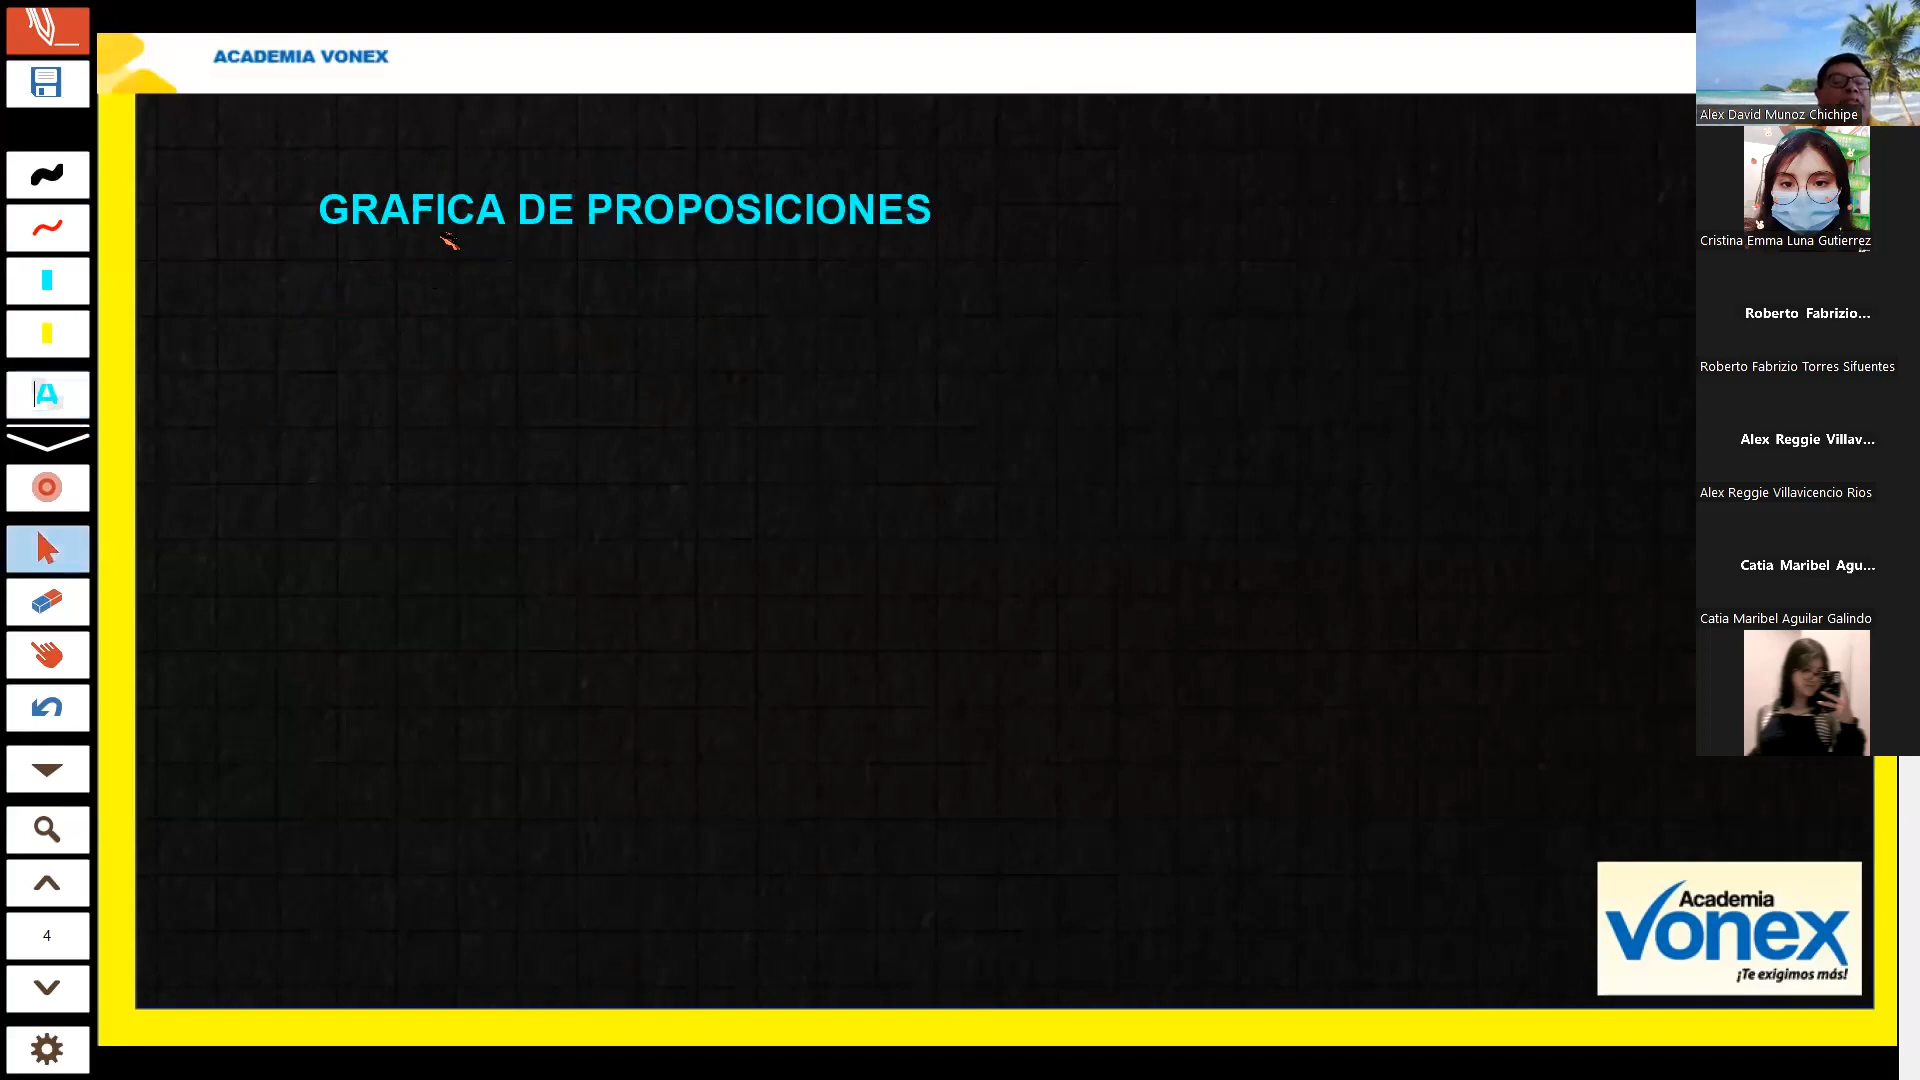 ACADEMIA VONEX
GRAFICA DE PROPOSICIONES
A
4
Academia
Vonex
¡Te exigimos más!
Alex David Munoz Chichipe
Cristina Emma Luna Gutierrez
Roberto Fabrizio...
Roberto Fabrizio Torres Sifuentes
Alex Reggie Villav...
Alex Reggie Villavicencio Rios
Catia Maribel Agu...
Catia Maribel Aguilar Galindo